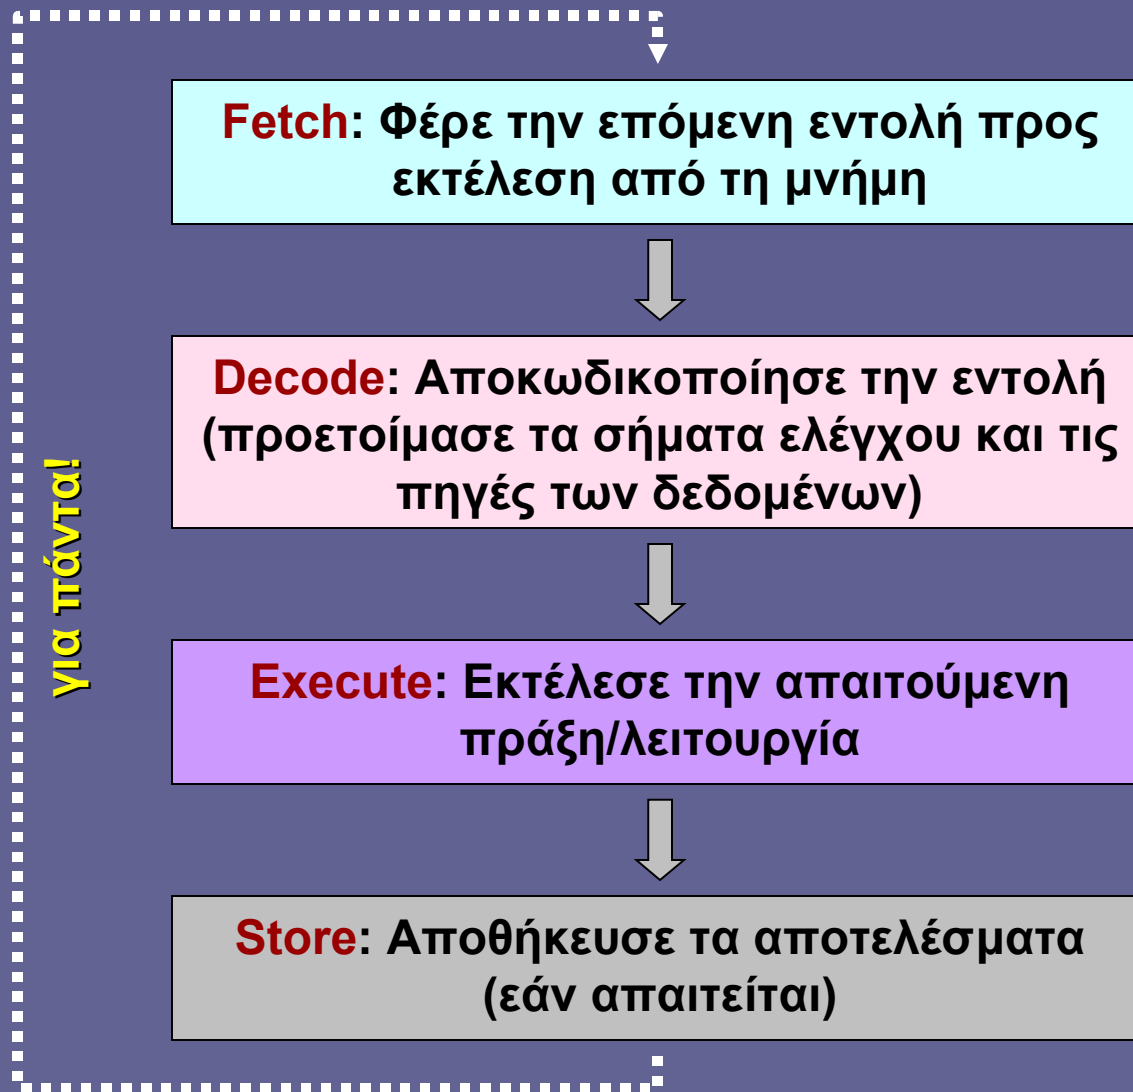 Fetch: Φέρε την επόμενη εντολή προς
εκτέλεση από τη μνήμη
Decode: Αποκωδικοποίησε την εντολή
(προετοίμασε τα σήματα ελέγχου και τις
πηγές των δεδομένων)
για πάντα!
Execute: Εκτέλεσε την απαιτούμενη
πράξη/λειτουργία
Store: Αποθήκευσε τα αποτελέσματα
(εάν απαιτείται)